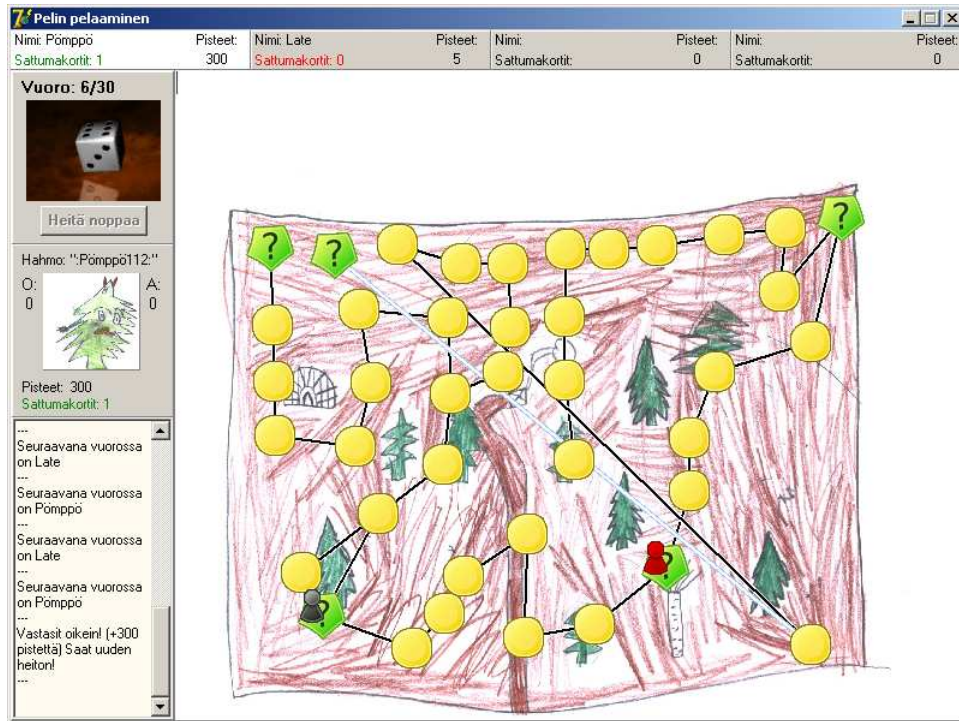 Pelin pelaaminen
Nimi: Pömppö Pisteet:
Sattumakortit: 1 300
Nimi: Late Pisteet:
Sattumakortit: 0 5
Nimi: Pisteet:
Sattumakortit: 0
Nimi: Pisteet:
Sattumakortit: 0
Vuoro: 6/30
Heitä noppaa
Hahmo: ":Pömppö112:"
O: A:
0 0
Pisteet: 300
Sattumakortit: 1
---
Seuraavana vuorossa
on Late
---
Seuraavana vuorossa
on Pömppö
---
Seuraavana vuorossa
on Late
---
Seuraavana vuorossa
on Pömppö
---
Vastasit oikein! (+300
pistettä) Saat uuden
heiton!
---
? ? ?
?
?